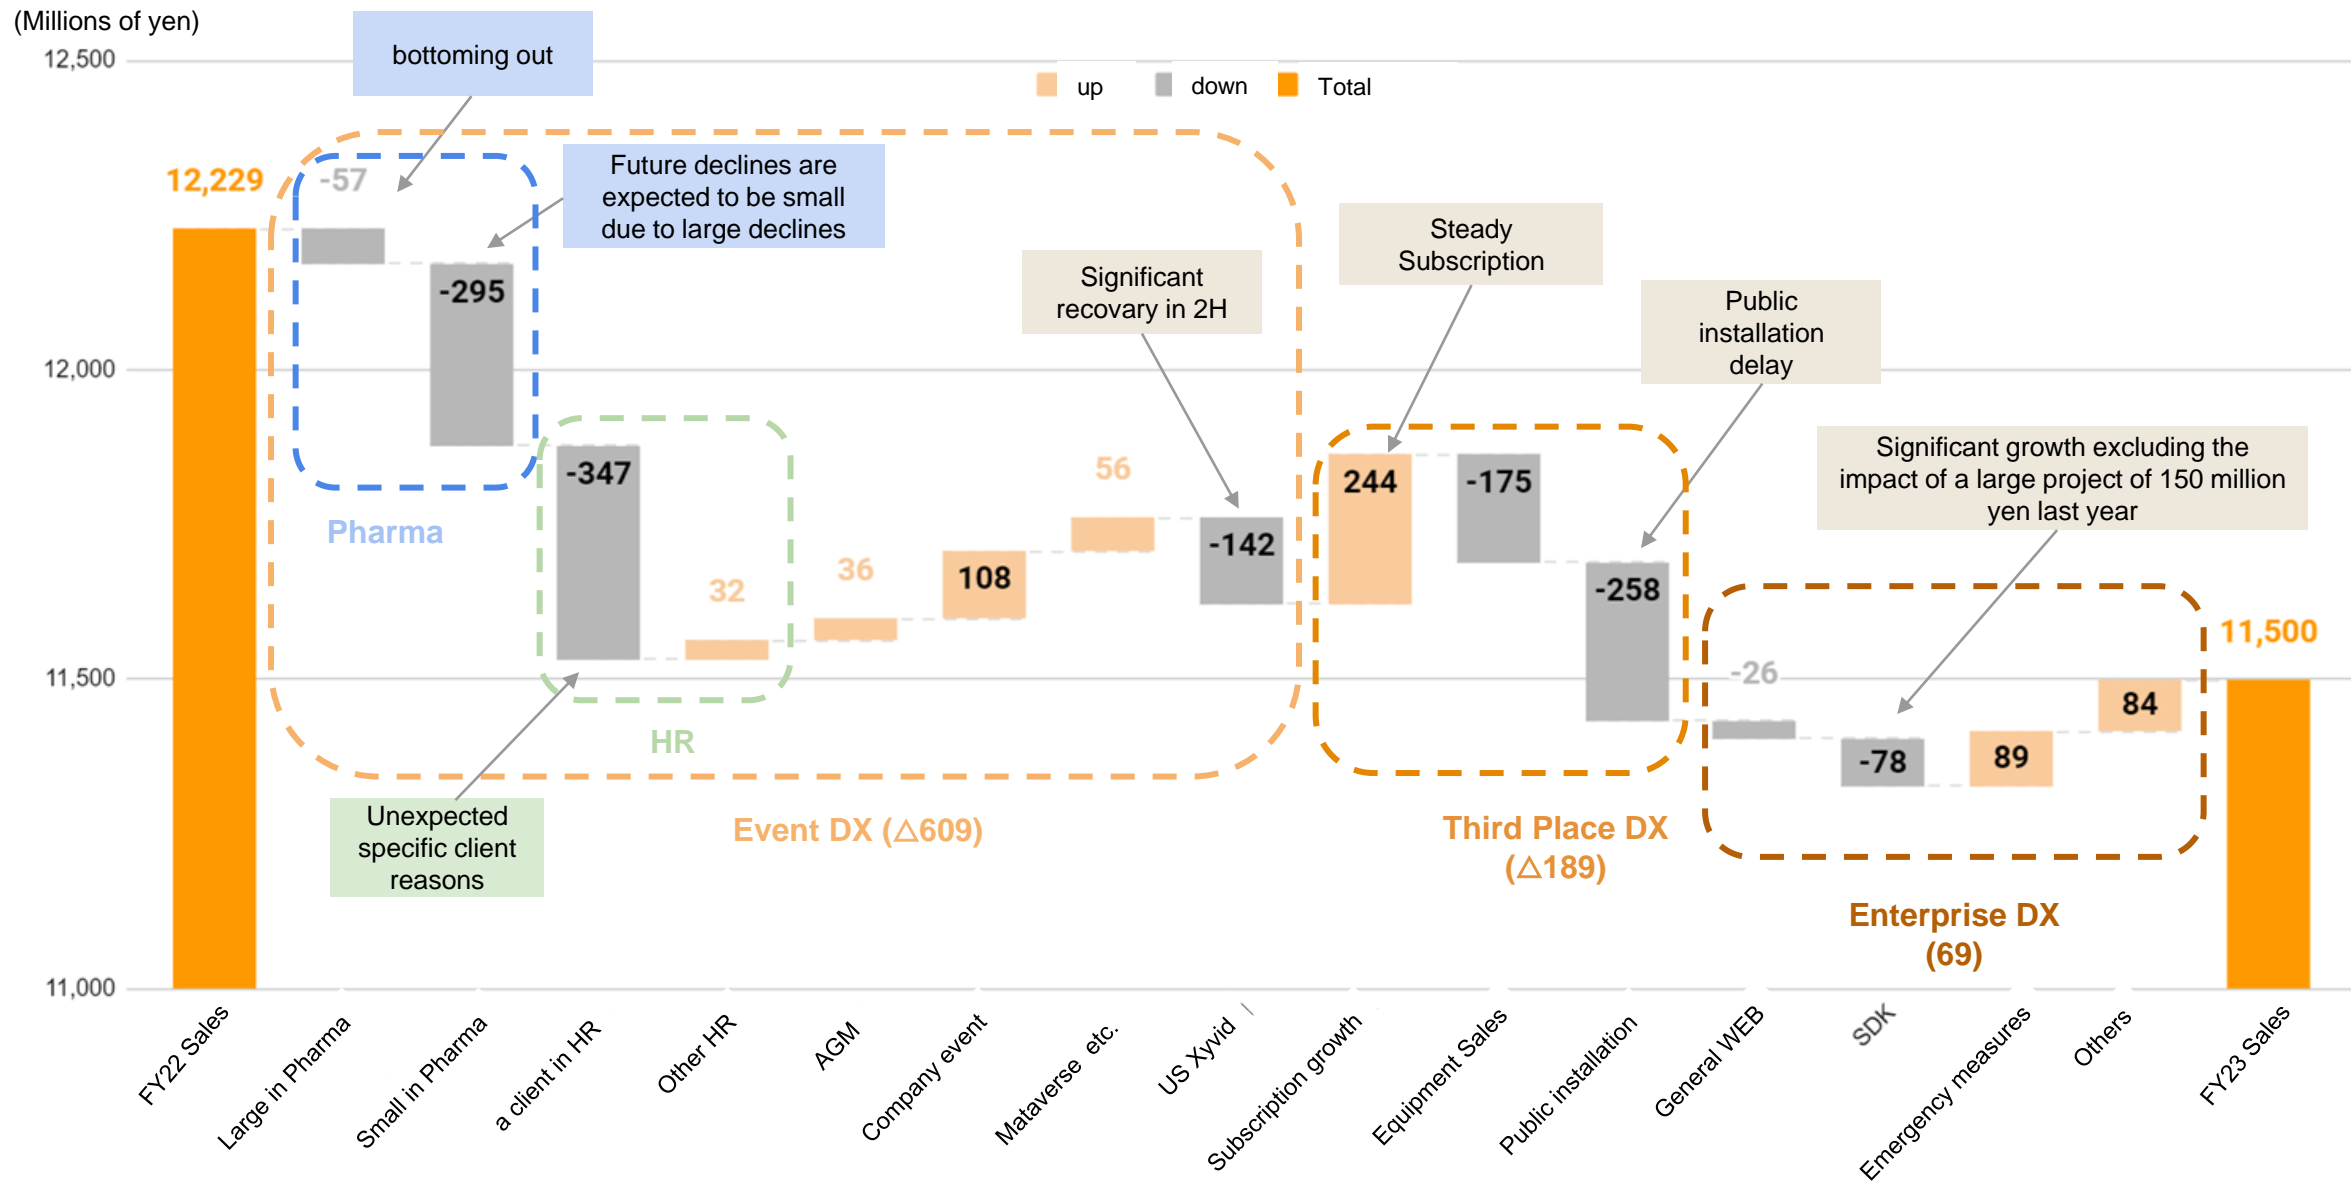 (Millions of yen)
12,500
12,000
11,500
11,000
up
down
Total
bottoming out
Future declines are
expected to be small
due to large declines
Significant
recovary in 2H
Steady
Subscription
Public
installation
delay
Significant growth excluding the
impact of a large project of 150 million
yen last year
Unexpected
specific client
reasons
12,229
-57
-295
-347
32
36
108
56
-142
244
-175
-258
-26
-78
89
84
11,500
Pharma
HR
Event DX (△609)
Third Place DX
(△189)
Enterprise DX
(69)
FY22 Sales
Large in Pharma
Small in Pharma
a client in HR
Other HR
AGM
Company event
Mataverse etc.
US Xyvid
Subscription growth
Equipment Sales
Public installation
General WEB
SDK
Emergency measures
Others
FY23 Sales